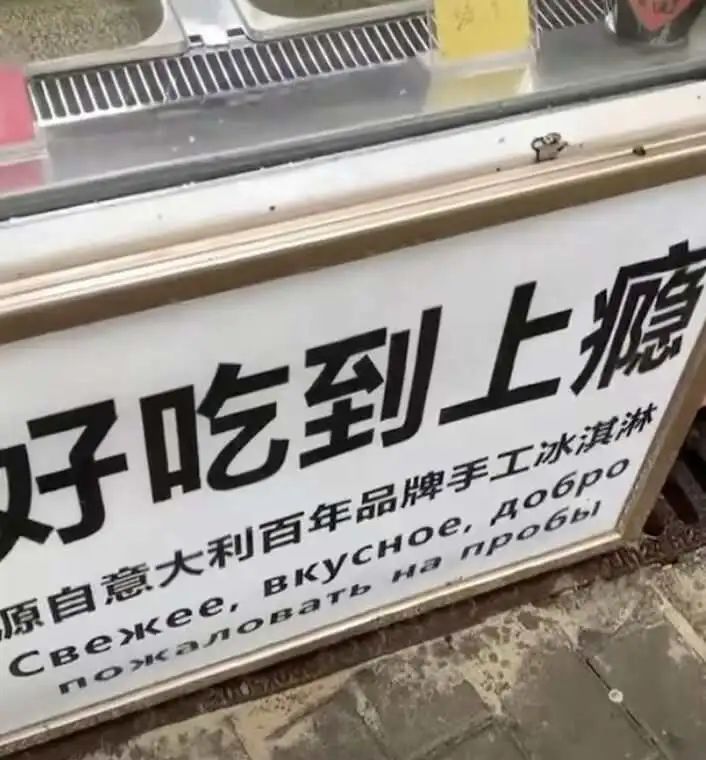 好吃到上瘾
源自意大利百年品牌手工冰淇淋
Свежее, вкусное, добро
пожаловать на пробы